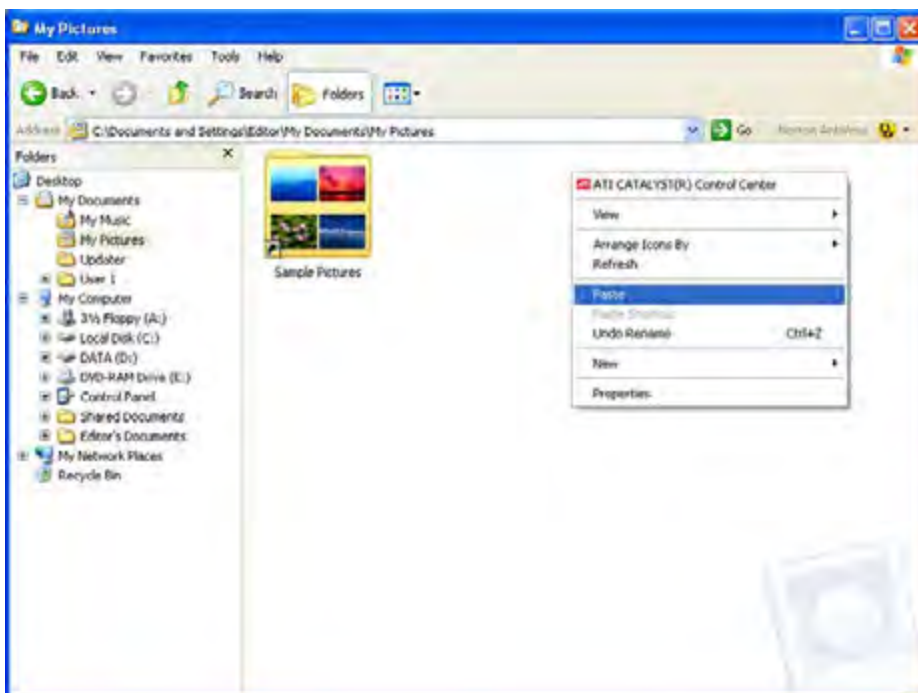 My Pictures
File Edit View Favorites Tools Help
Back Search Folders
Address C:\Documents and Settings\Editor\My Documents\My Pictures Go Norton AntiVirus
Folders
Desktop
My Documents
My Music
My Pictures
Updater
User 1
My Computer
3½ Floppy (A:)
Local Disk (C:)
DATA (D:)
DVD-RAM Drive (E:)
Control Panel
Shared Documents
Editor's Documents
My Network Places
Recycle Bin
Sample Pictures
ATI CATALYST(R) Control Center
View
Arrange Icons By
Refresh
Paste
Paste Shortcut
Undo Rename Ctrl+Z
New
Properties